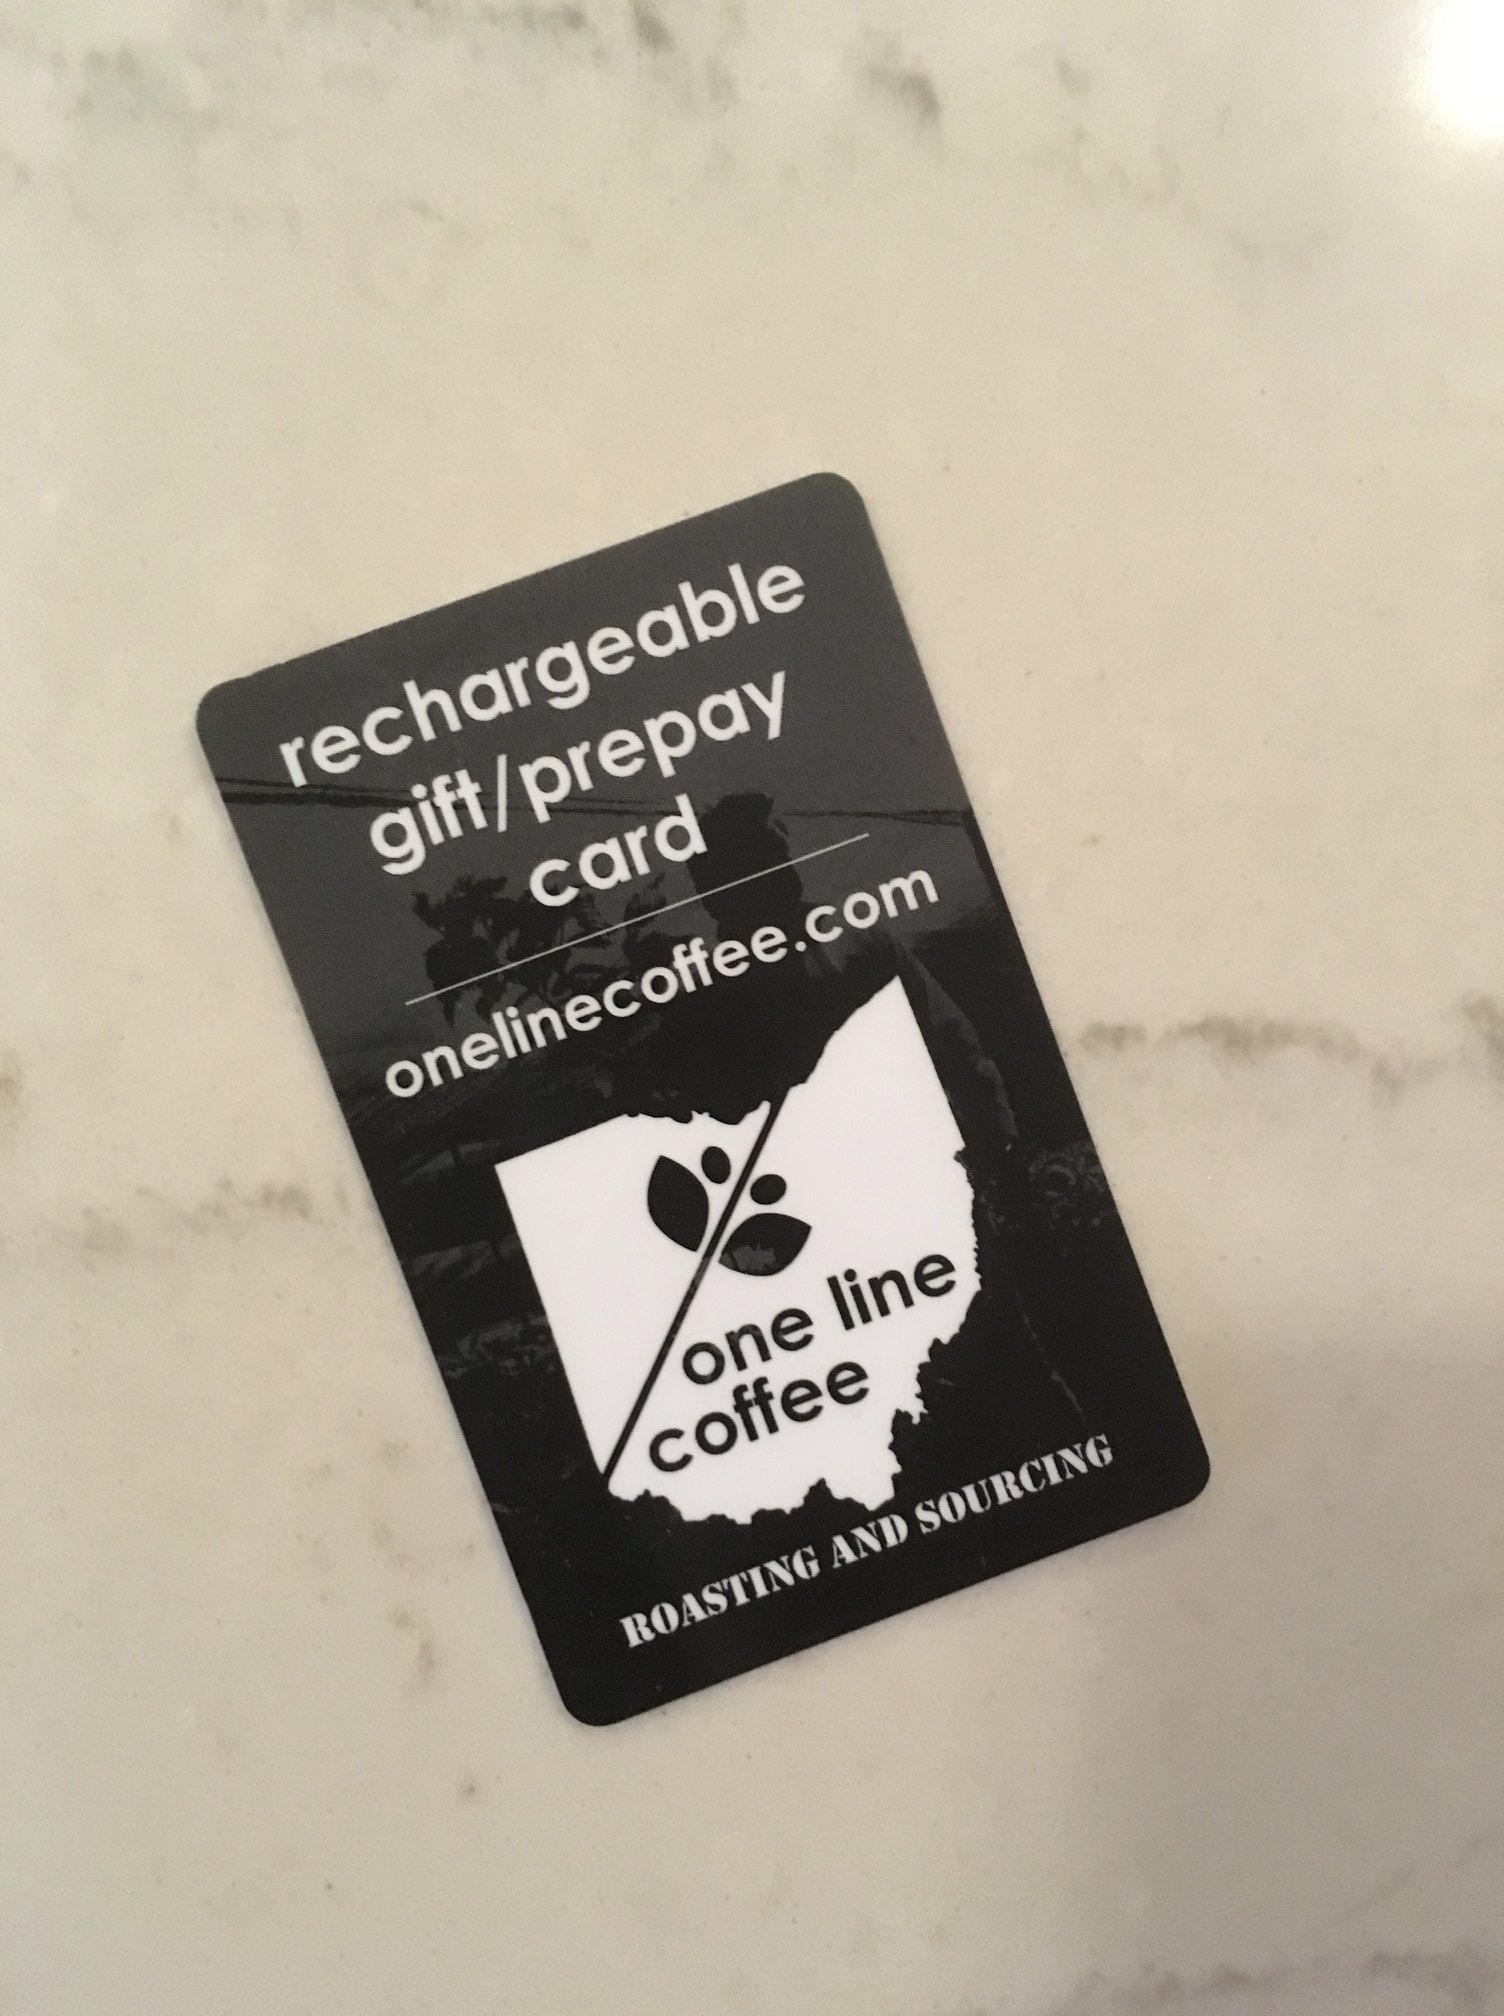 rechargeable
gift/prepay
card
onelinecoffee.com
one line
coffee
ROASTING AND SOURCING